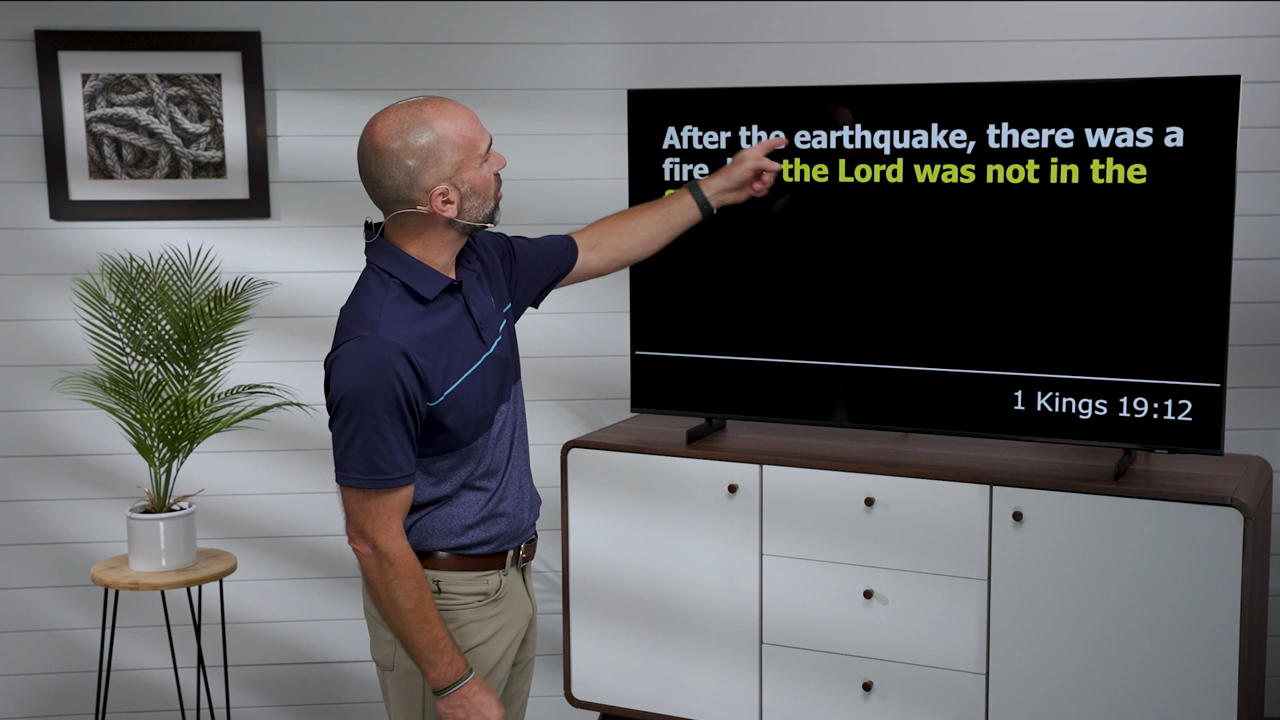 After the earthquake, there was a
fire, the Lord was not in the
1 Kings 19:12